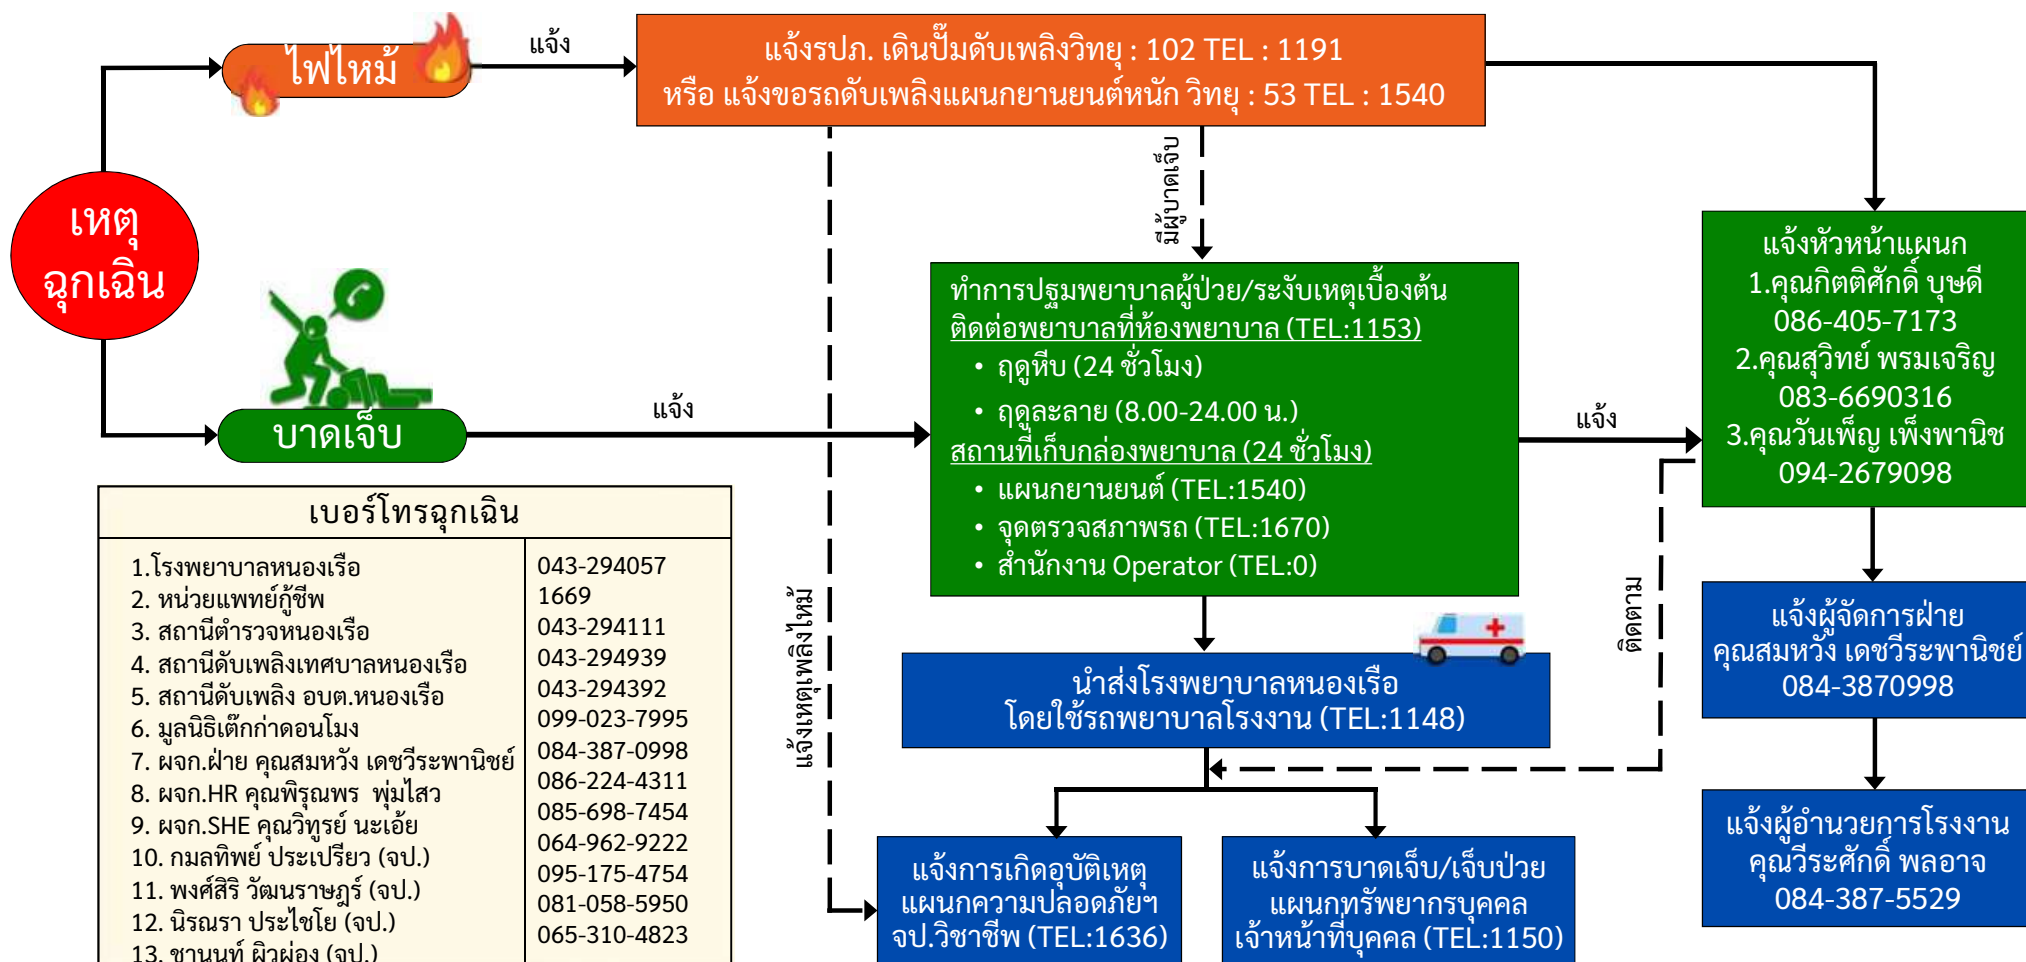 ไฟไหม้
แจ้ง
แจ้งรปภ. เดินปั๊มดับเพลิงวิทยุ : 102 TEL : 1191
หรือ แจ้งขอรถดับเพลิงแผนกยานยนต์หนัก วิทยุ : 53 TEL : 1540
เหตุ
ฉุกเฉิน
มีผู้บาดเจ็บ
บาดเจ็บ
แจ้ง
ทำการปฐมพยาบาลผู้ป่วย/ระงับเหตุเบื้องต้น
ติดต่อพยาบาลที่ห้องพยาบาล (TEL:1153)
• ฤดูหีบ (24 ชั่วโมง)
• ฤดูละลาย (8.00-24.00 น.)
สถานที่เก็บกล่องพยาบาล (24 ชั่วโมง)
• แผนกยานยนต์ (TEL:1540)
• จุดตรวจสภาพรถ (TEL:1670)
• สำนักงาน Operator (TEL:0)
แจ้ง
แจ้งหัวหน้าแผนก
1.คุณกิตติศักดิ์ บุษดี
086-405-7173
2.คุณสุวิทย์ พรมเจริญ
083-6690316
3.คุณวันเพ็ญ เพ็งพานิช
094-2679098
ติดตาม
แจ้งผู้จัดการฝ่าย
คุณสมหวัง เดชวีระพานิชย์
084-3870998
แจ้งผู้อำนวยการโรงงาน
คุณวีระศักดิ์ พลอาจ
084-387-5529
นำส่งโรงพยาบาลหนองเรือ
โดยใช้รถพยาบาลโรงงาน (TEL:1148)
แจ้งเหตุเพลิงไหม้
แจ้งการเกิดอุบัติเหตุ
แผนกความปลอดภัยฯ
จป.วิชาชีพ (TEL:1636)
แจ้งการบาดเจ็บ/เจ็บป่วย
แผนกทรัพยากรบุคคล
เจ้าหน้าที่บุคคล (TEL:1150)
เบอร์โทรฉุกเฉิน
1.โรงพยาบาลหนองเรือ 043-294057
2. หน่วยแพทย์กู้ชีพ 1669
3. สถานีตำรวจหนองเรือ 043-294111
4. สถานีดับเพลิงเทศบาลหนองเรือ 043-294939
5. สถานีดับเพลิง อบต.หนองเรือ 043-294392
6. มูลนิธิเต๊กก่าดอนโมง 099-023-7995
7. ผจก.ฝ่าย คุณสมหวัง เดชวีระพานิชย์ 084-387-0998
8. ผจก.HR คุณพิรุณพร พุ่มไสว 086-224-4311
9. ผจก.SHE คุณวิทูรย์ นะเอ้ย 085-698-7454
10. กมลทิพย์ ประเปรียว (จป.) 064-962-9222
11. พงศ์สิริ วัฒนราษฎร์ (จป.) 095-175-4754
12. นิรณรา ประไชโย (จป.) 081-058-5950
13. ชานนท์ ผิวผ่อง (จป.) 065-310-4823